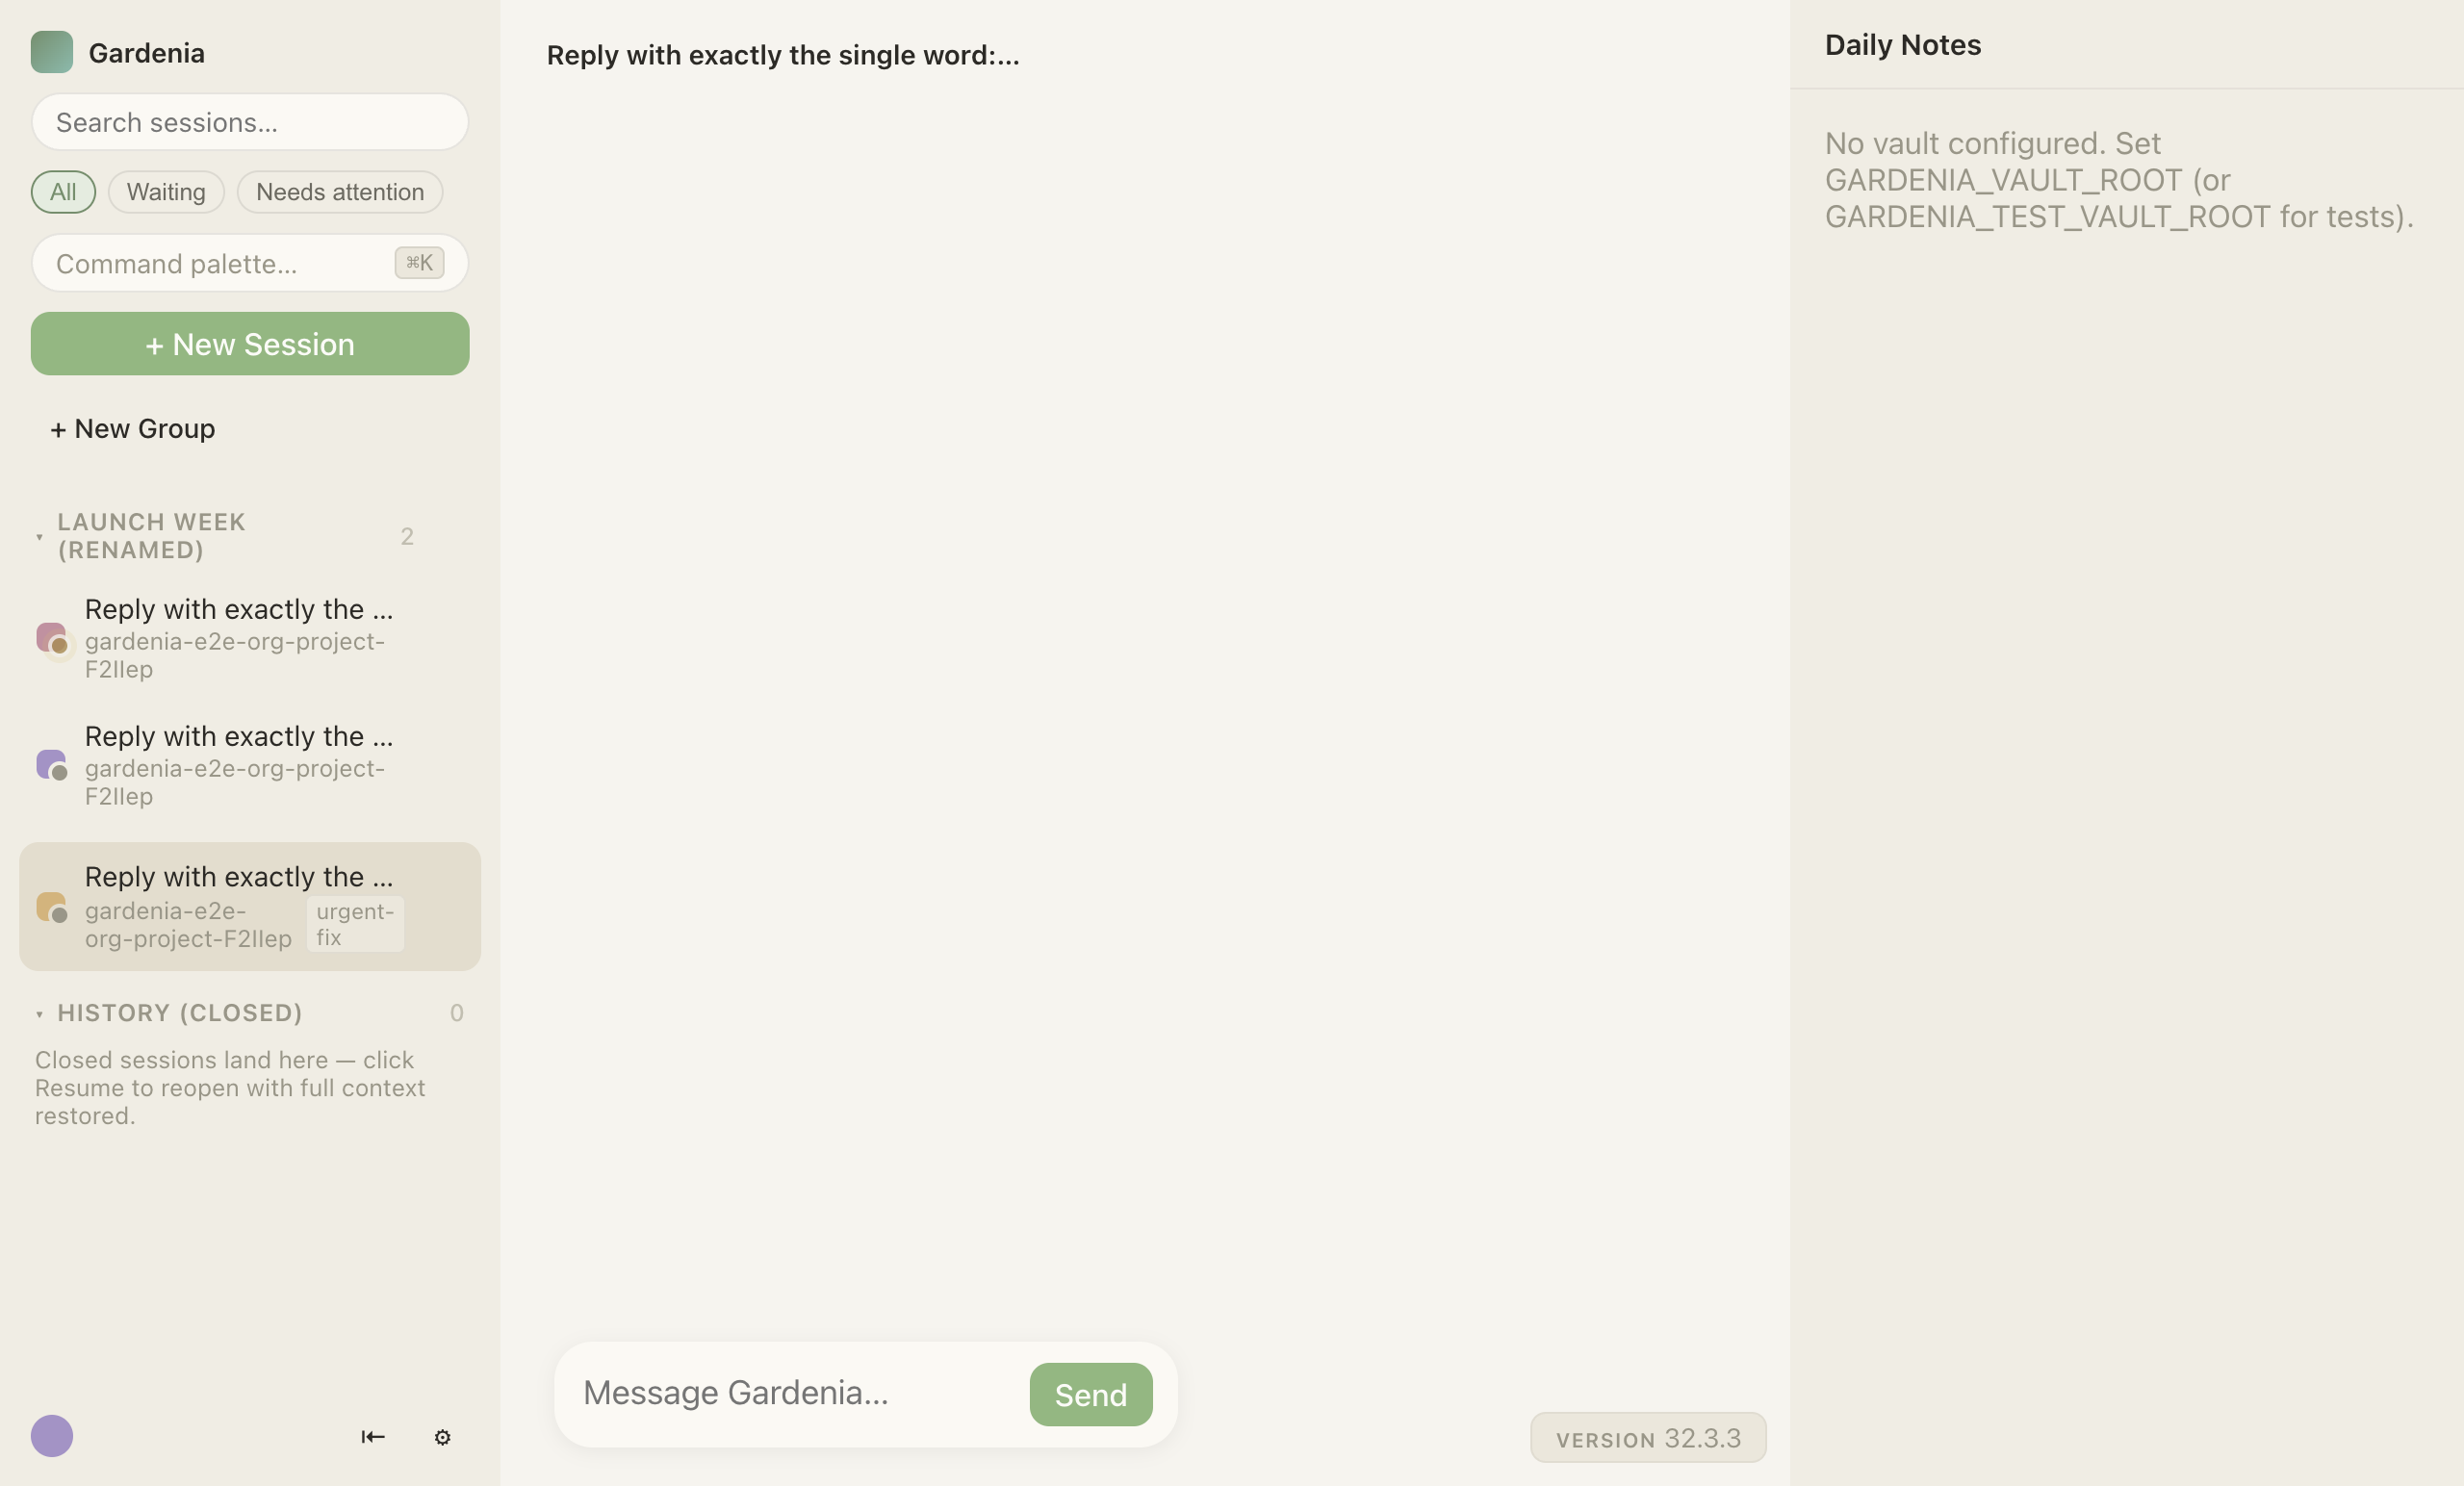 Gardenia
Search sessions...
All
Waiting
Needs attention
Command palette...
⌘K
+ New Session
+ New Group
LAUNCH WEEK
(RENAMED)
2
Reply with exactly the ...
gardenia-e2e-org-project-
F2IIep
Reply with exactly the ...
gardenia-e2e-org-project-
F2IIep
Reply with exactly the ...
gardenia-e2e-
org-project-F2IIep
urgent-
fix
HISTORY (CLOSED)
0
Closed sessions land here — click
Resume to reopen with full context
restored.
Reply with exactly the single word:...
Message Gardenia...
Send
VERSION 32.3.3
Daily Notes
No vault configured. Set
GARDENIA_VAULT_ROOT (or
GARDENIA_TEST_VAULT_ROOT for tests).